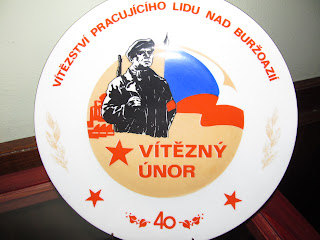 VÍTĚZSTVÍ PRACUJÍCÍHO LIDU NAD BURŽOAZIÍ
VÍTĚZNÝ
ÚNOR
40